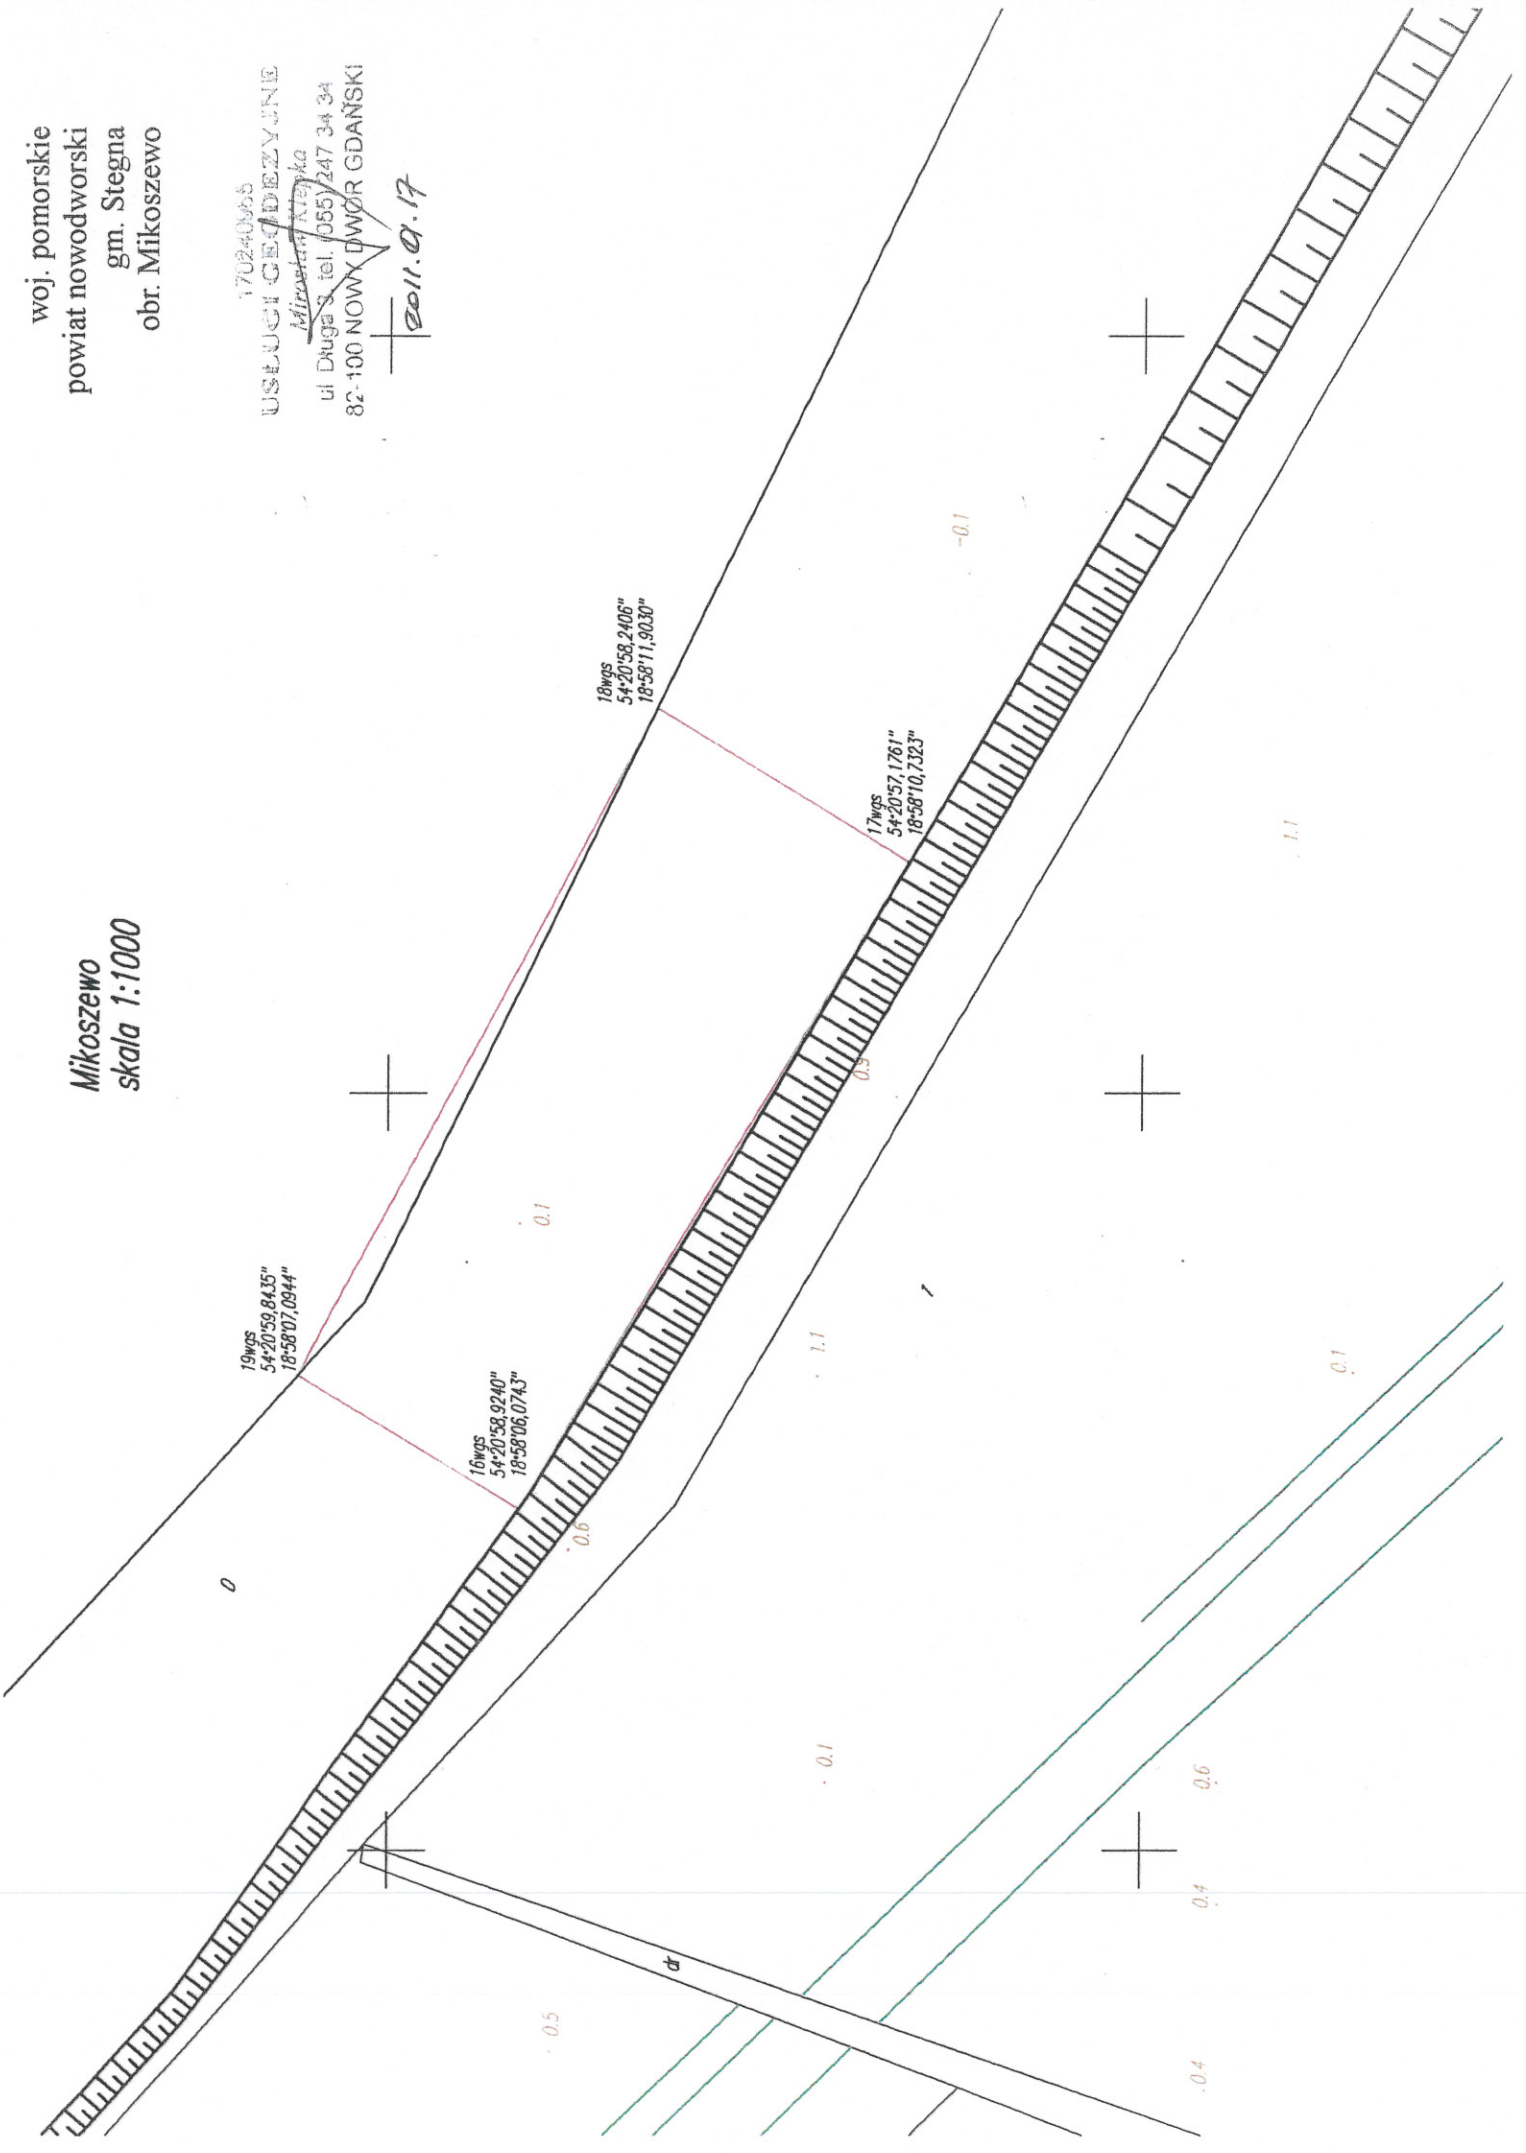 woj. pomorskie
powiat nowodworski
gm. Stegna
obr. Mikoszewo
USŁUGI GEODEZYJNE
Mirosław
ul Długa 3, tel. (055) 247 34 34
82-100 NOWY DWÓR GDAŃSKI
2011.
Mikoszewo
skala 1:1000
18wgs
54°20'58,2406"
18°58'11,9030"
17wgs
54°20'57,1761"
18°58'10,7323"
19wgs
54°20'59,8435"
18°58'07,0944"
16wgs
54°20'58,9240"
18°58'06,0743"
-0.1
1.1
0.9
0.1
1.1
1
0.1
0.6
0
0.1
0.6
0.4
dr
0.5
0.4